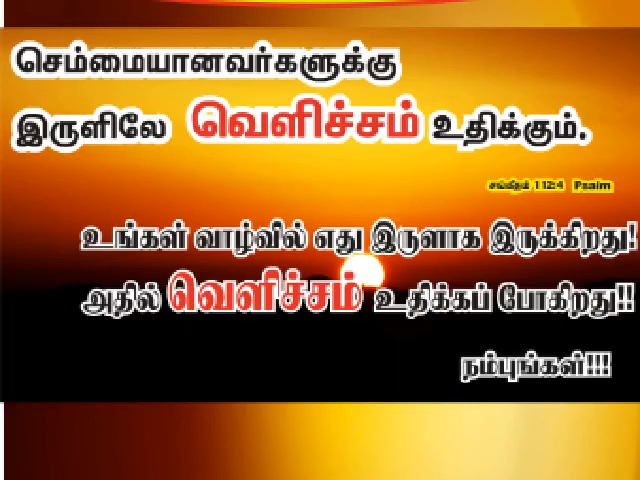 செம்மையானவர்களுக்கு
இருளிலே வெளிச்சம் உதிக்கும்.
சங்கீதம் 112:4 Psalm
உங்கள் வாழ்வில் எது இருளாக இருக்கிறது!
அதில் வெளிச்சம் உதிக்கப் போகிறது!!
நம்புங்கள்!!!